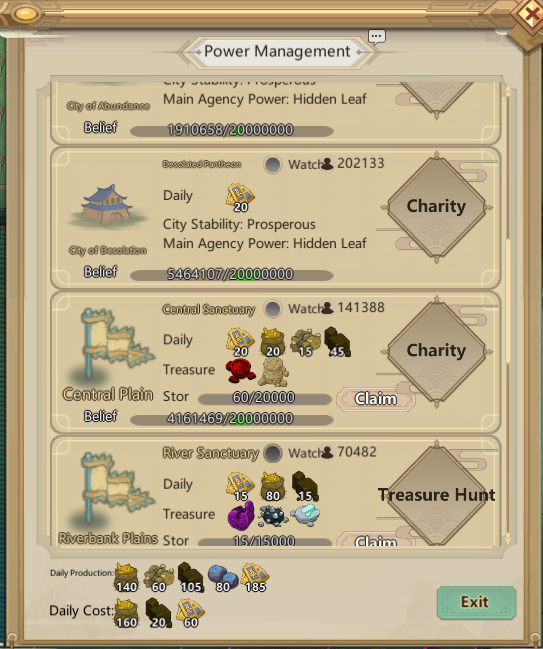 Power Management
City Stability: Prosperous
City of Abundance
Main Agency Power: Hidden Leaf
Belief 1910658/20000000
Desolated Pantheon Watch 202133
Daily 20
Charity
City Stability: Prosperous
Main Agency Power: Hidden Leaf
City of Desolation
Belief 5464107/20000000
Central Sanctuary Watch 141388
Daily 20 20 15 45
Charity
Treasure
Central Plain
Stor 60/20000 Claim
Belief 4161469/20000000
River Sanctuary Watch 70482
Daily 15 80 15
Treasure Hunt
Treasure
Riverbank Plains
Stor 15/15000 Claim
Daily Production: 140 60 105 80 185
Daily Cost: 160 20 60
Exit